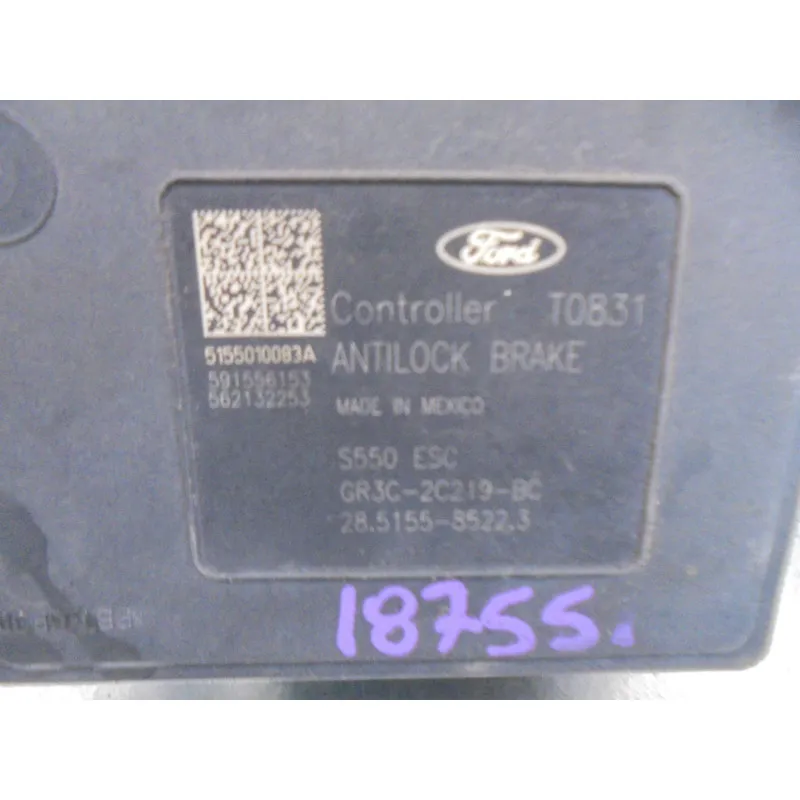 Ford
Controller T0831
5155010083A
ANTILOCK BRAKE
591556153
562132253
MADE IN MEXICO
S550 ESC
GR3C-2C219-BC
28.5155-8522.3
18755.